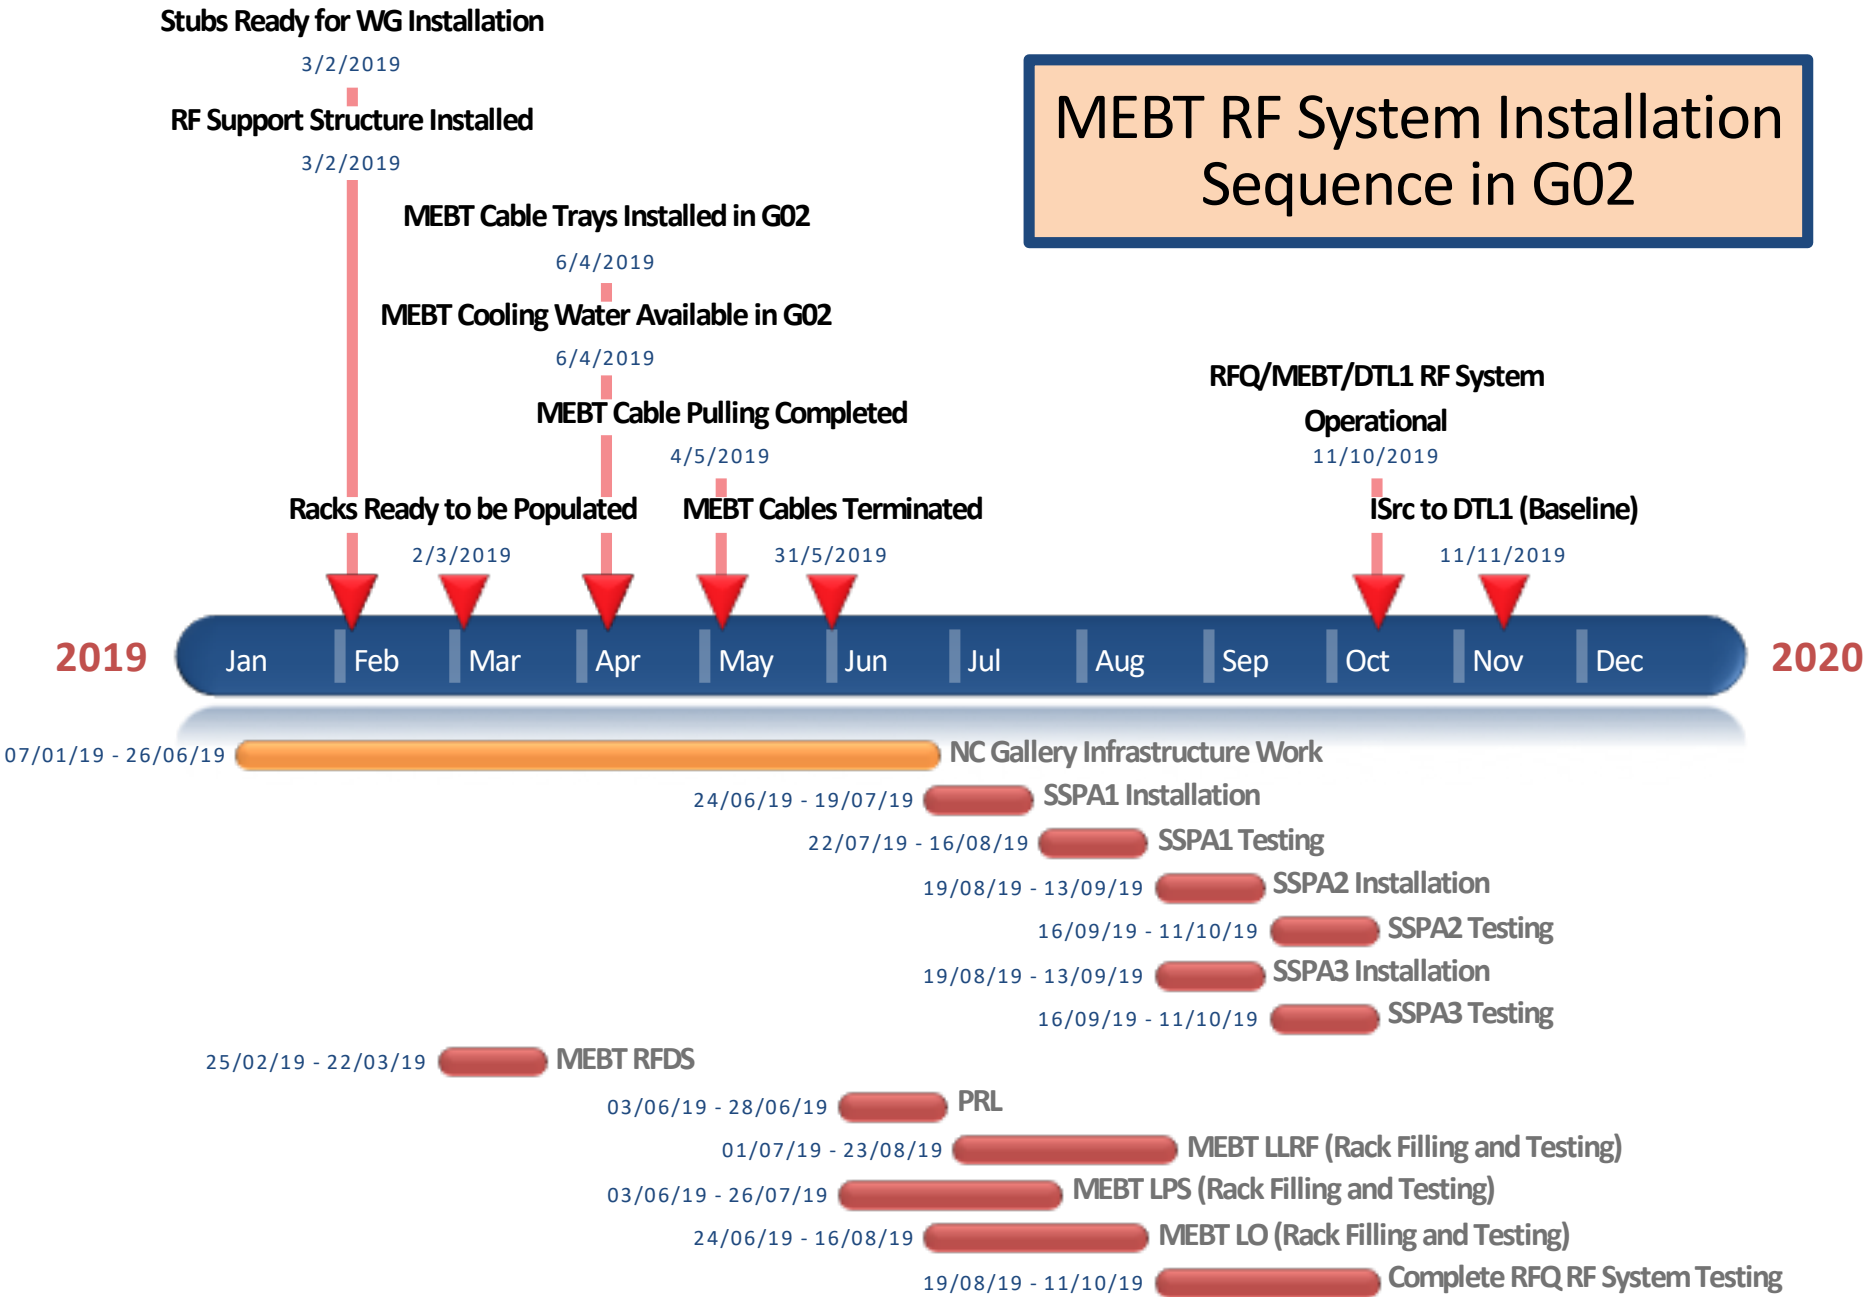 Stubs Ready for WG Installation
3/2/2019
RF Support Structure Installed
3/2/2019
MEBT RF System Installation
Sequence in G02
MEBT Cable Trays Installed in G02
6/4/2019
MEBT Cooling Water Available in G02
6/4/2019
MEBT Cable Pulling Completed
4/5/2019
RFQ/MEBT/DTL1 RF System
Operational
11/10/2019
Racks Ready to be Populated
2/3/2019
MEBT Cables Terminated
31/5/2019
ISrc to DTL1 (Baseline)
11/11/2019
2019 Jan Feb Mar Apr May Jun Jul Aug Sep Oct Nov Dec 2020
07/01/19 - 26/06/19 NC Gallery Infrastructure Work
24/06/19 - 19/07/19 SSPA1 Installation
22/07/19 - 16/08/19 SSPA1 Testing
19/08/19 - 13/09/19 SSPA2 Installation
16/09/19 - 11/10/19 SSPA2 Testing
19/08/19 - 13/09/19 SSPA3 Installation
16/09/19 - 11/10/19 SSPA3 Testing
25/02/19 - 22/03/19 MEBT RFDS
03/06/19 - 28/06/19 PRL
01/07/19 - 23/08/19 MEBT LLRF (Rack Filling and Testing)
03/06/19 - 26/07/19 MEBT LPS (Rack Filling and Testing)
24/06/19 - 16/08/19 MEBT LO (Rack Filling and Testing)
19/08/19 - 11/10/19 Complete RFQ RF System Testing